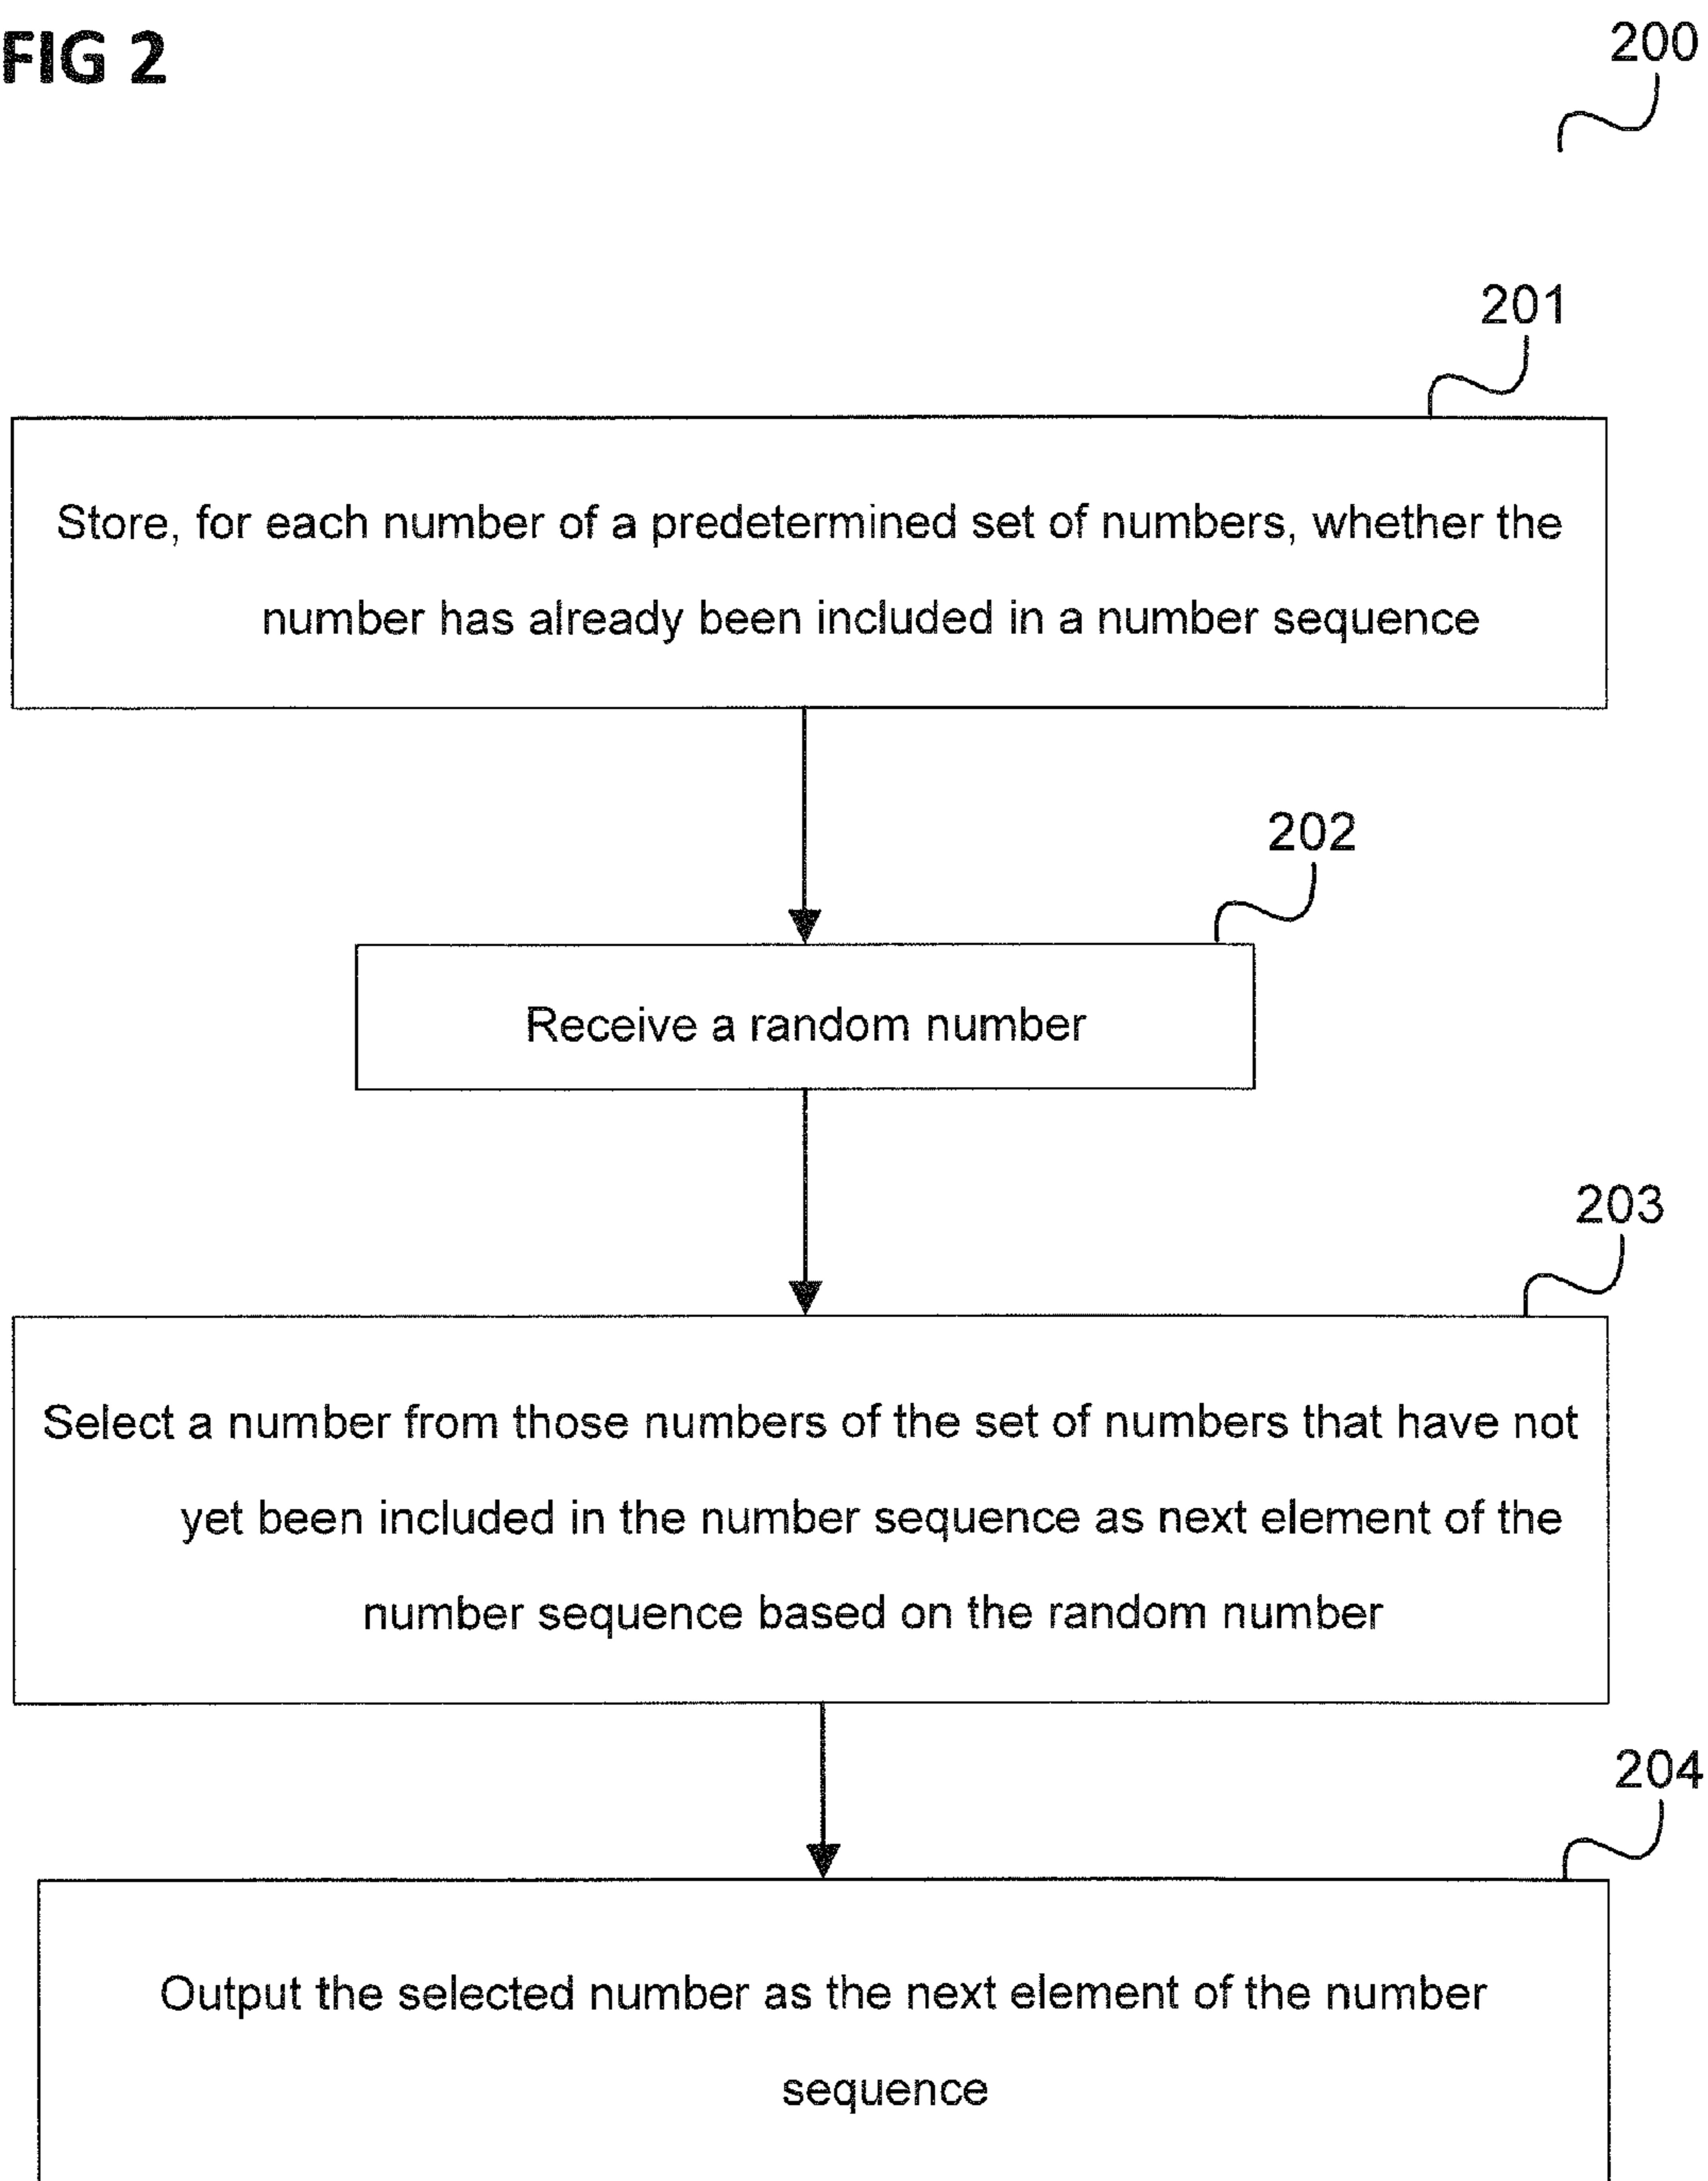 FIG 2
200
201
Store, for each number of a predetermined set of numbers, whether the
number has already been included in a number sequence
202
Receive a random number
203
Select a number from those numbers of the set of numbers that have not
yet been included in the number sequence as next element of the
number sequence based on the random number
204
Output the selected number as the next element of the number
sequence